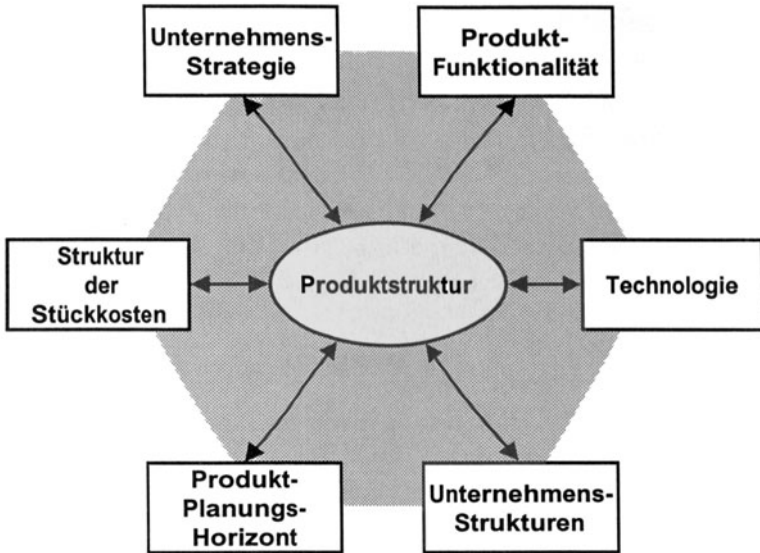 Unternehmens-
Strategie
Produkt-
Funktionalität
Struktur
der
Stückkosten
Produktstruktur
Technologie
Produkt-
Planungs-
Horizont
Unternehmens-
Strukturen